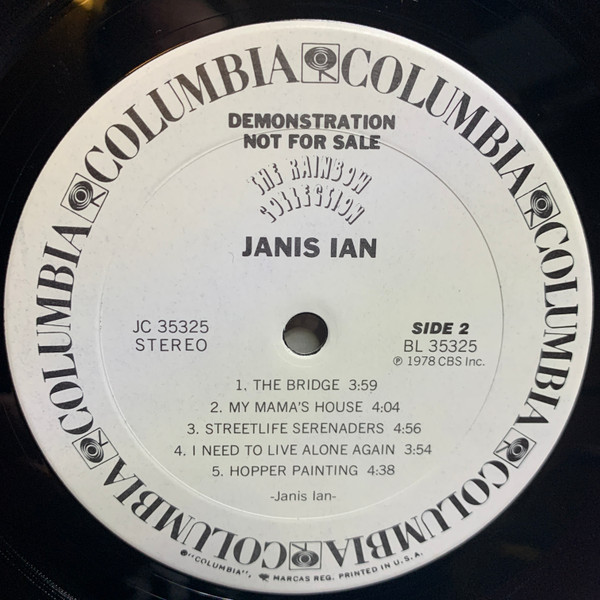 COLUMBIA COLUMBIA COLUMBIA COLUMBIA COLUMBIA COLUMBIA COLUMBIA
DEMONSTRATION
NOT FOR SALE
THE RAINBOW
COLLECTION
JANIS IAN
JC 35325
STEREO
SIDE 2
BL 35325
℗ 1978 CBS Inc.
1. THE BRIDGE 3:59
2. MY MAMA'S HOUSE 4:04
3. STREETLIFE SERENADERS 4:56
4. I NEED TO LIVE ALONE AGAIN 3:54
5. HOPPER PAINTING 4:38
-Janis Ian-
®"COLUMBIA", MARCAS REG. PRINTED IN U.S.A.